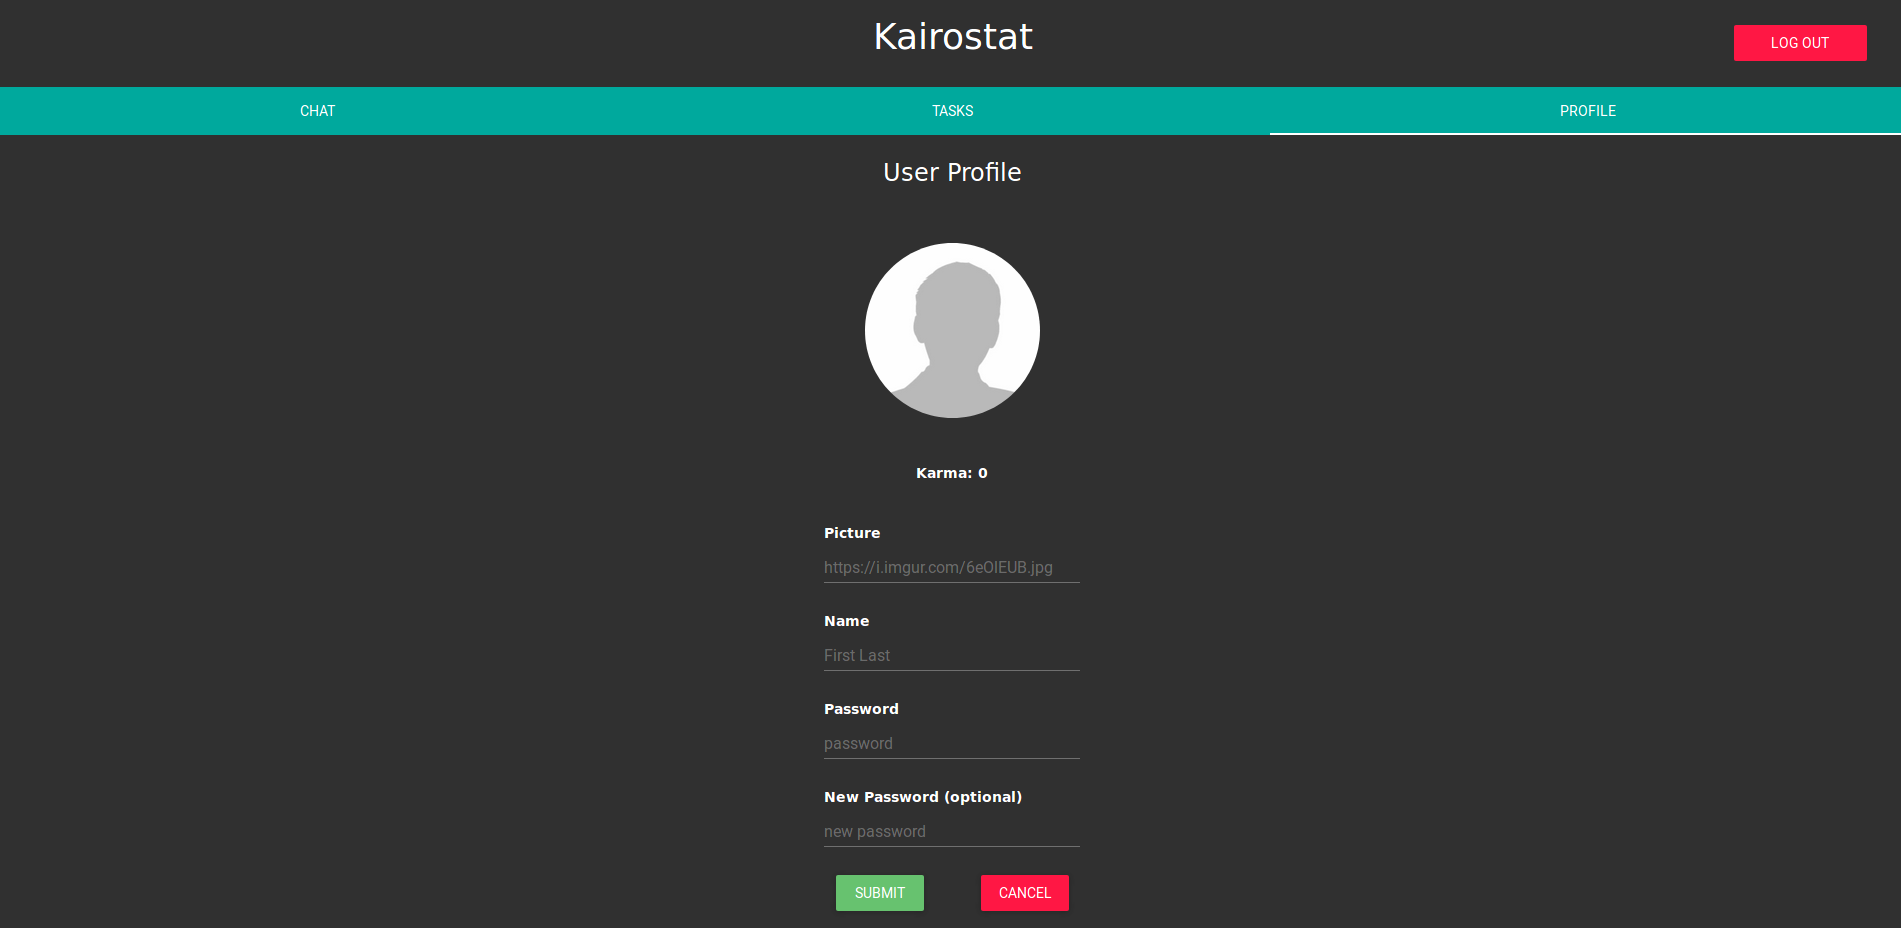 Kairostat
LOG OUT
CHAT
TASKS
PROFILE
User Profile
Karma: 0
Picture
https://i.imgur.com/6eOlEUB.jpg
Name
First Last
Password
password
New Password (optional)
new password
SUBMIT
CANCEL